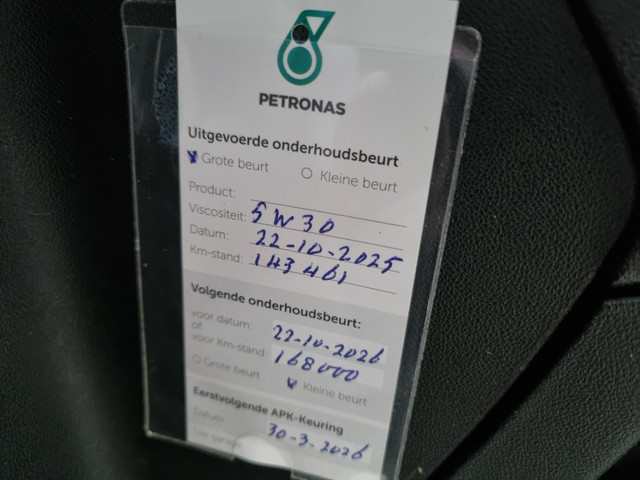 PETRONAS
Uitgevoerde onderhoudsbeurt
Grote beurt Kleine beurt
Product:
Viscositeit: 5W30
Datum: 22-10-2025
Km-stand: 143461
Volgende onderhoudsbeurt:
voor datum: 22-10-2026
of
voor Km-stand: 168000
Grote beurt Kleine beurt
Eerstvolgende APK-Keuring
Datum: 30-3-2026
Uw garage